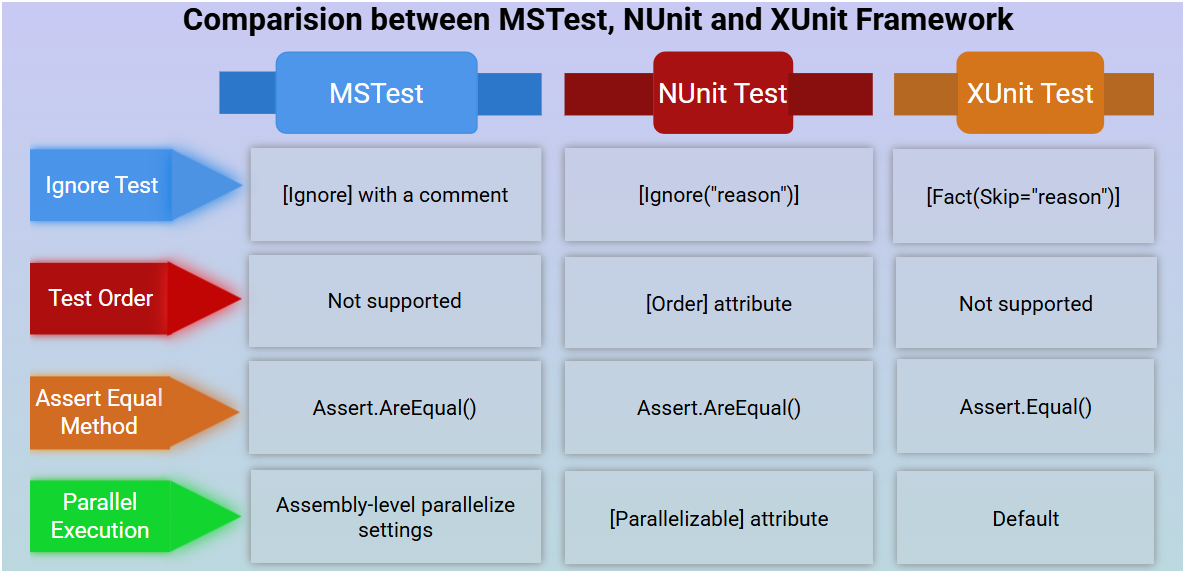 Comparision between MSTest, NUnit and XUnit Framework
MSTest
NUnit Test
XUnit Test
Ignore Test
[Ignore] with a comment
[Ignore("reason")]
[Fact(Skip="reason")]
Test Order
Not supported
[Order] attribute
Not supported
Assert Equal
Method
Assert.AreEqual()
Assert.AreEqual()
Assert.Equal()
Parallel
Execution
Assembly-level parallelize
settings
[Parallelizable] attribute
Default